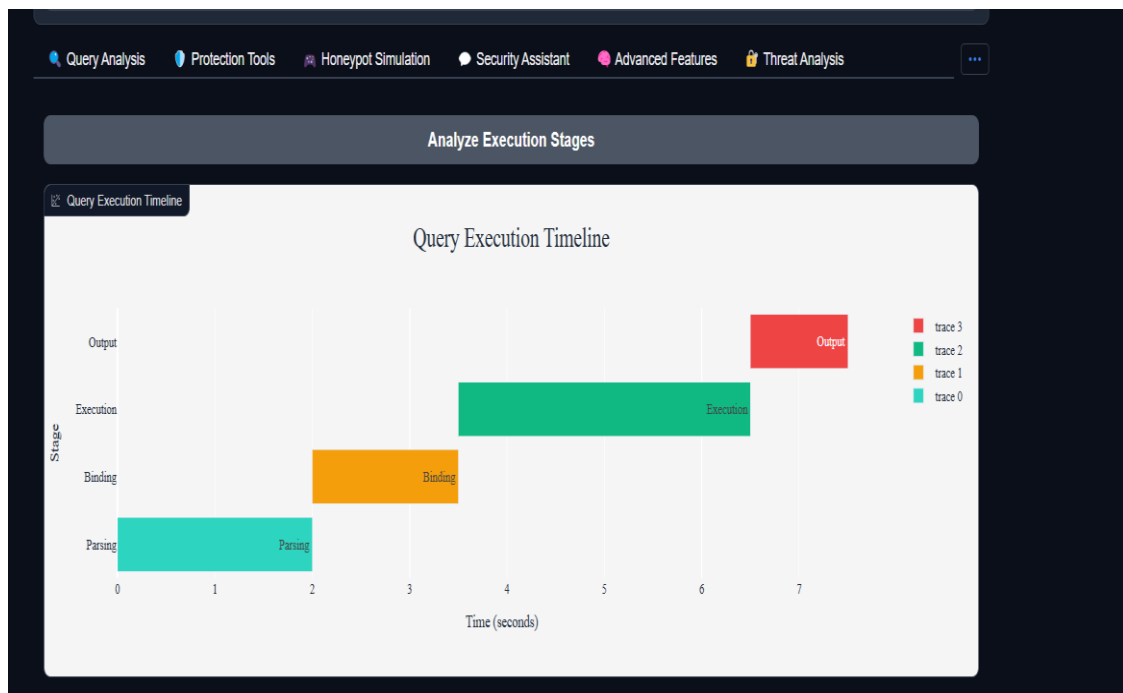 Query Analysis Protection Tools Honeypot Simulation Security Assistant Advanced Features Threat Analysis ...
Analyze Execution Stages
Query Execution Timeline
Query Execution Timeline
Output
Execution
Binding
Parsing
Stage
Output
Execution
Binding
Parsing
trace 3
trace 2
trace 1
trace 0
0 1 2 3 4 5 6 7
Time (seconds)